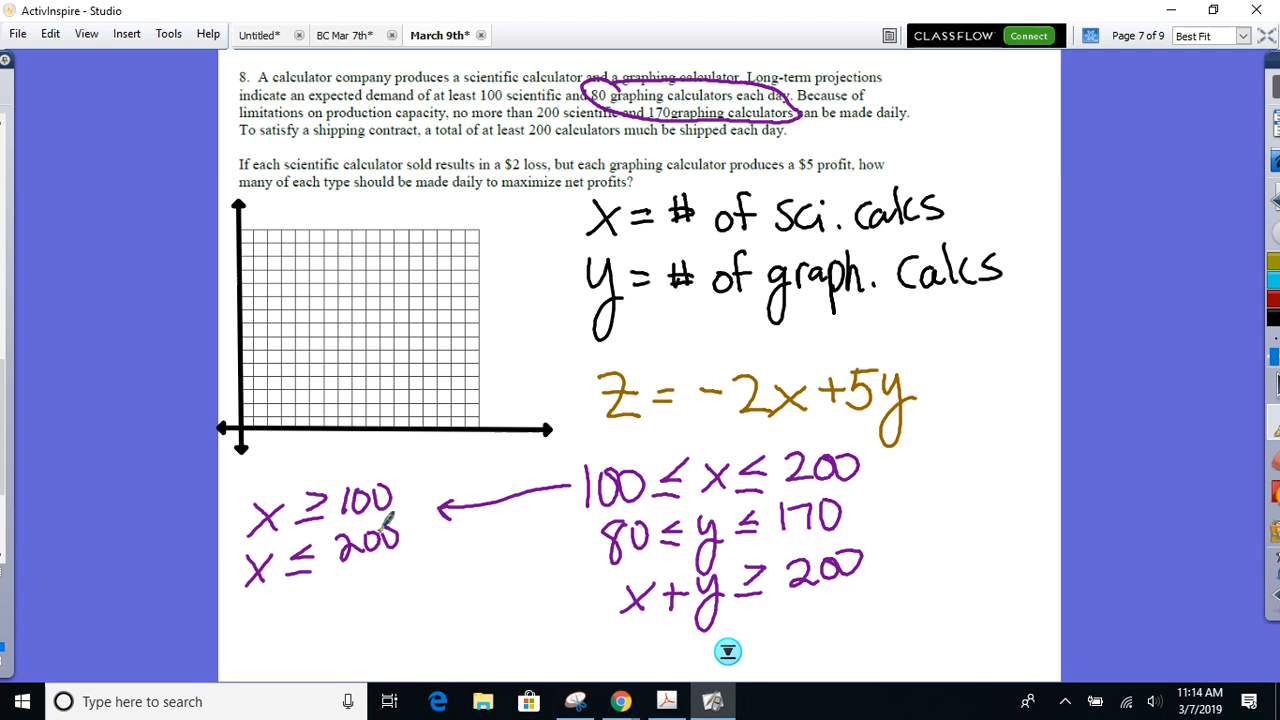 ActivInspire - Studio
File Edit View Insert Tools Help Untitled* BC Mar 7th* March 9th* CLASSFLOW Connect Page 7 of 9 Best Fit
8. A calculator company produces a scientific calculator and a graphing calculator. Long-term projections
indicate an expected demand of at least 100 scientific and 80 graphing calculators each day. Because of
limitations on production capacity, no more than 200 scientific and 170graphing calculators can be made daily.
To satisfy a shipping contract, a total of at least 200 calculators much be shipped each day.
If each scientific calculator sold results in a $2 loss, but each graphing calculator produces a $5 profit, how
many of each type should be made daily to maximize net profits?
x = # of sci. calcs
y = # of graph. calcs
z = -2x+5y
100 ≤ x ≤ 200
80 ≤ y ≤ 170
x+y ≥ 200
x ≥ 100
x ≤ 200
Type here to search
11:14 AM
3/7/2019